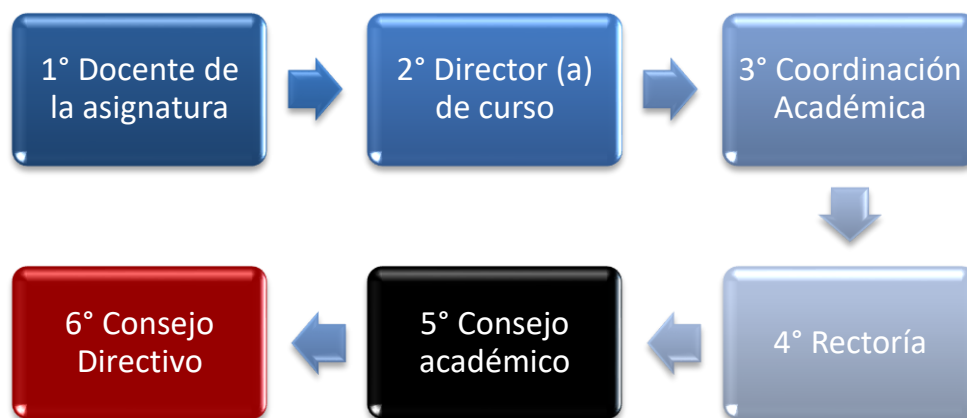 1° Docente de
la asignatura
2° Director (a)
de curso
3° Coordinación
Académica
4° Rectoría
5° Consejo
académico
6° Consejo
Directivo